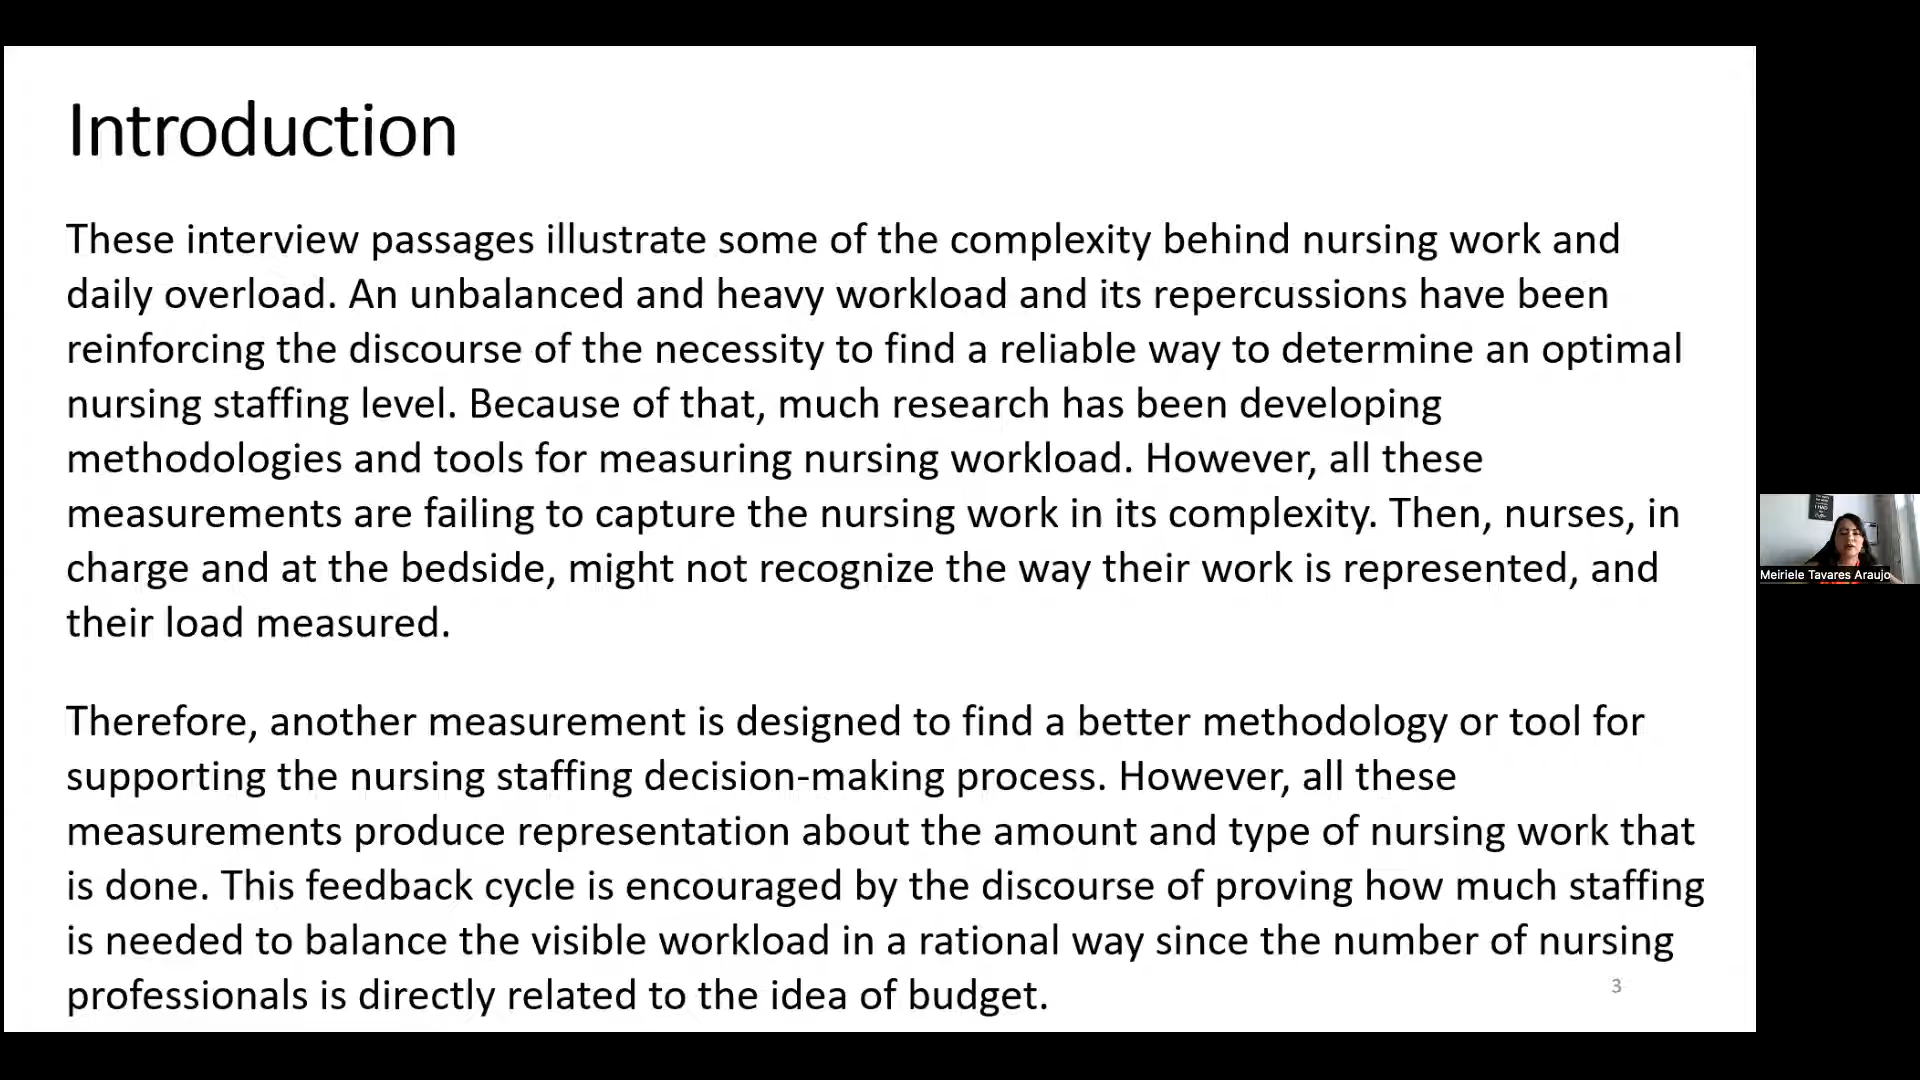 Introduction
These interview passages illustrate some of the complexity behind nursing work and
daily overload. An unbalanced and heavy workload and its repercussions have been
reinforcing the discourse of the necessity to find a reliable way to determine an optimal
nursing staffing level. Because of that, much research has been developing
methodologies and tools for measuring nursing workload. However, all these
measurements are failing to capture the nursing work in its complexity. Then, nurses, in
charge and at the bedside, might not recognize the way their work is represented, and
their load measured.
Therefore, another measurement is designed to find a better methodology or tool for
supporting the nursing staffing decision-making process. However, all these
measurements produce representation about the amount and type of nursing work that
is done. This feedback cycle is encouraged by the discourse of proving how much staffing
is needed to balance the visible workload in a rational way since the number of nursing
professionals is directly related to the idea of budget.
3
Meiriele Tavares Araujo